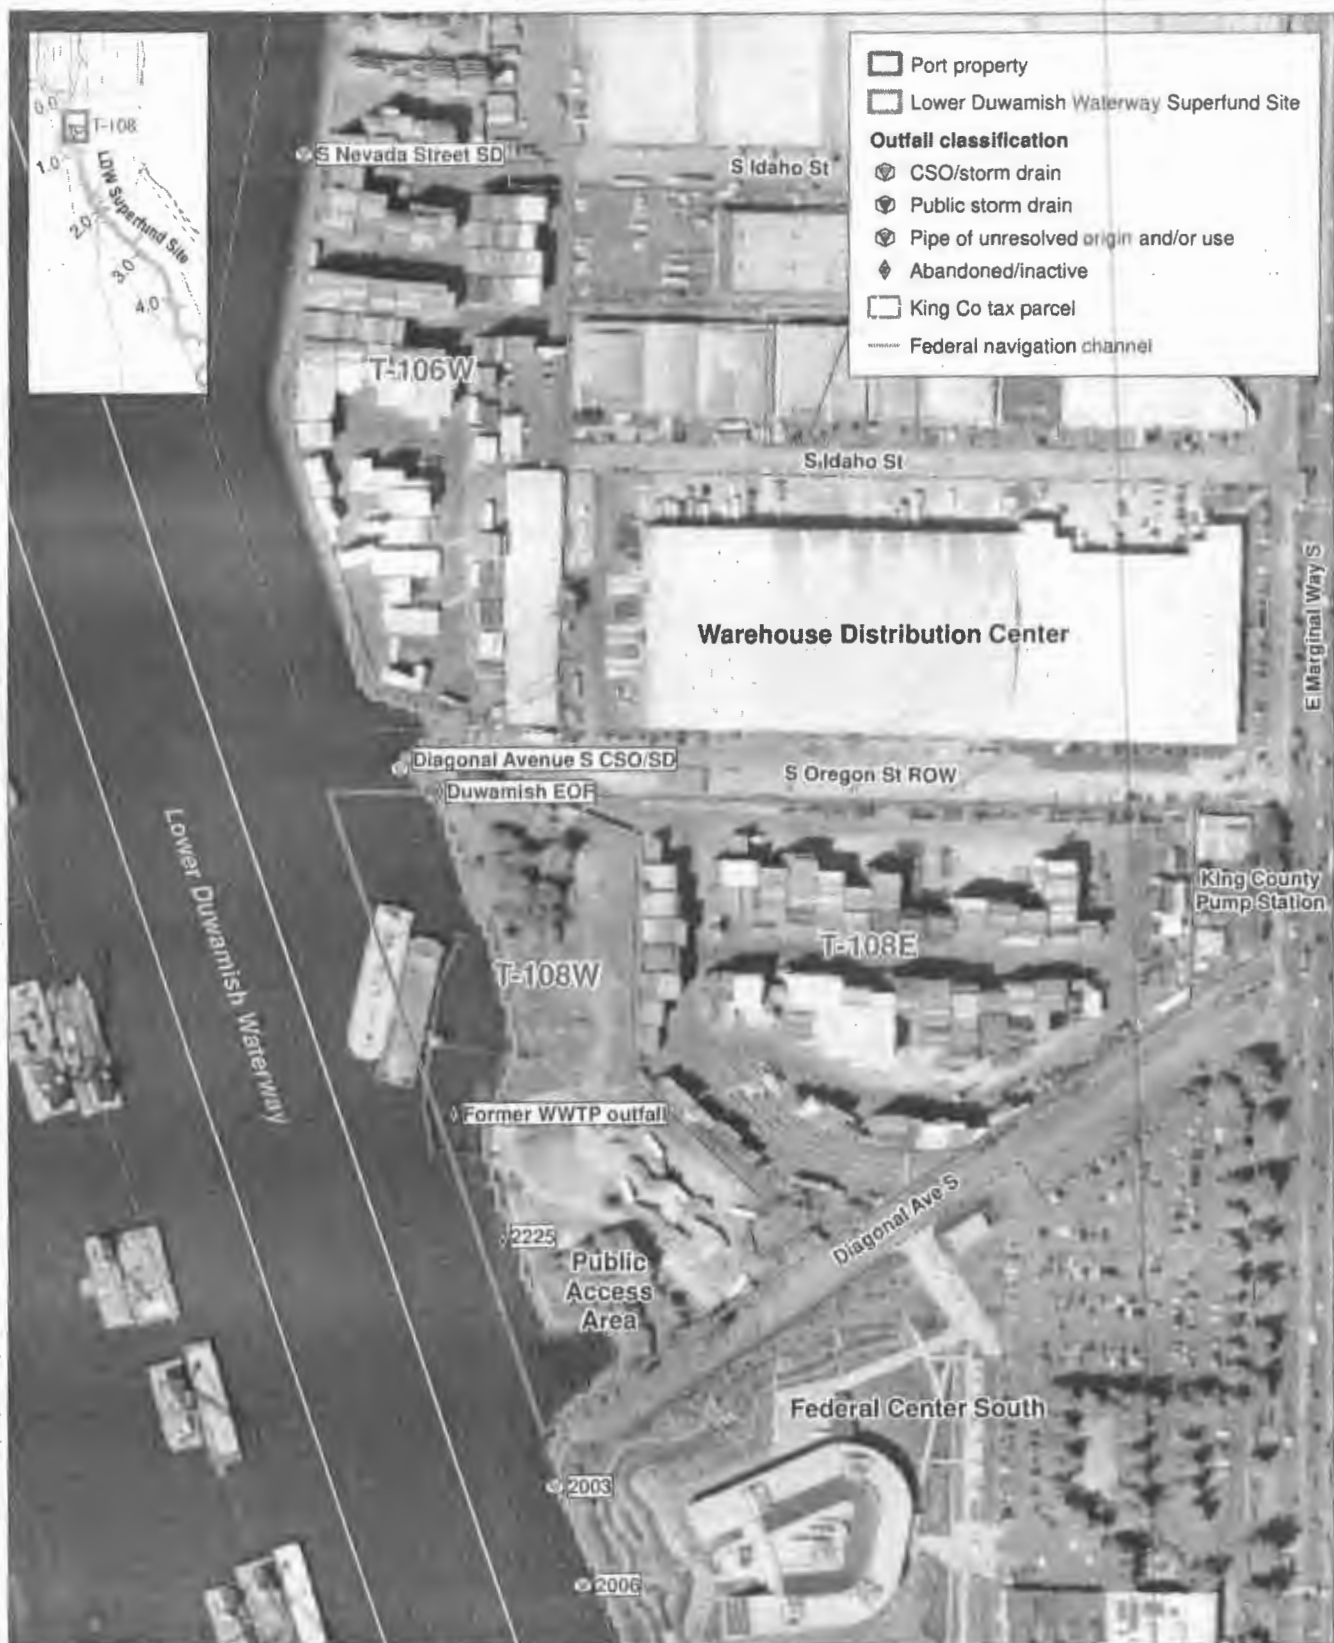 0.0
T-108
1.0
LDW Superfund Site
2.0
3.0
4.0
Port property
Lower Duwamish Waterway Superfund Site
Outfall classification
CSO/storm drain
Public storm drain
Pipe of unresolved origin and/or use
Abandoned/inactive
King Co tax parcel
Federal navigation channel
S Nevada Street SD
S Idaho St
T-106W
S Idaho St
Warehouse Distribution Center
E Marginal Way S
Diagonal Avenue S CSO/SD
S Oregon St ROW
Duwamish EOF
Lower Duwamish Waterway
King County
Pump Station
T-108E
T-108W
Former WWTP outfall
Diagonal Ave S
2225
Public
Access
Area
Federal Center South
2003
2006